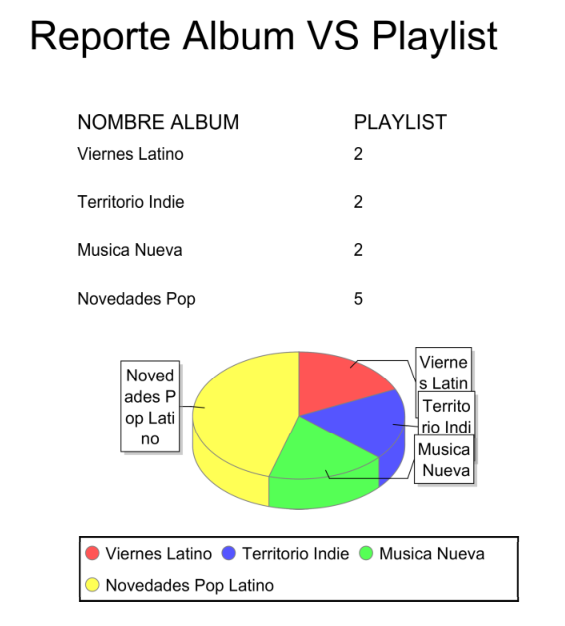 Reporte Album VS Playlist
NOMBRE ALBUM PLAYLIST
Viernes Latino 2
Territorio Indie 2
Musica Nueva 2
Novedades Pop 5
Noved
ades P
op Lati
no
Vierne
s Latin
Territo
rio Indi
Musica
Nueva
Viernes Latino Territorio Indie Musica Nueva
Novedades Pop Latino